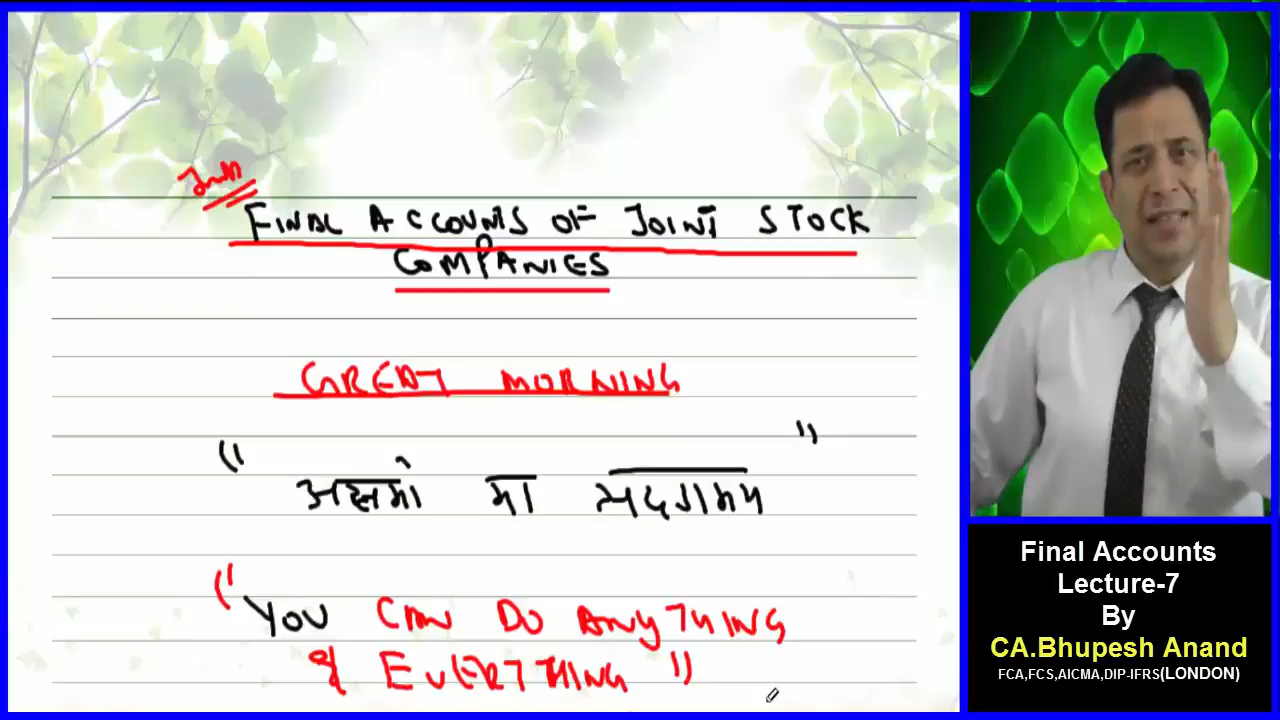 FINAL ACCOUNTS OF JOINT STOCK
COMPANIES
GREAT MORNING
" मा सदगमय "
"YOU CAN DO ANYTHING
& EVERYTHING"
Final Accounts
Lecture-7
By
CA.Bhupesh Anand
FCA,FCS,AICMA,DIP-IFRS(LONDON)